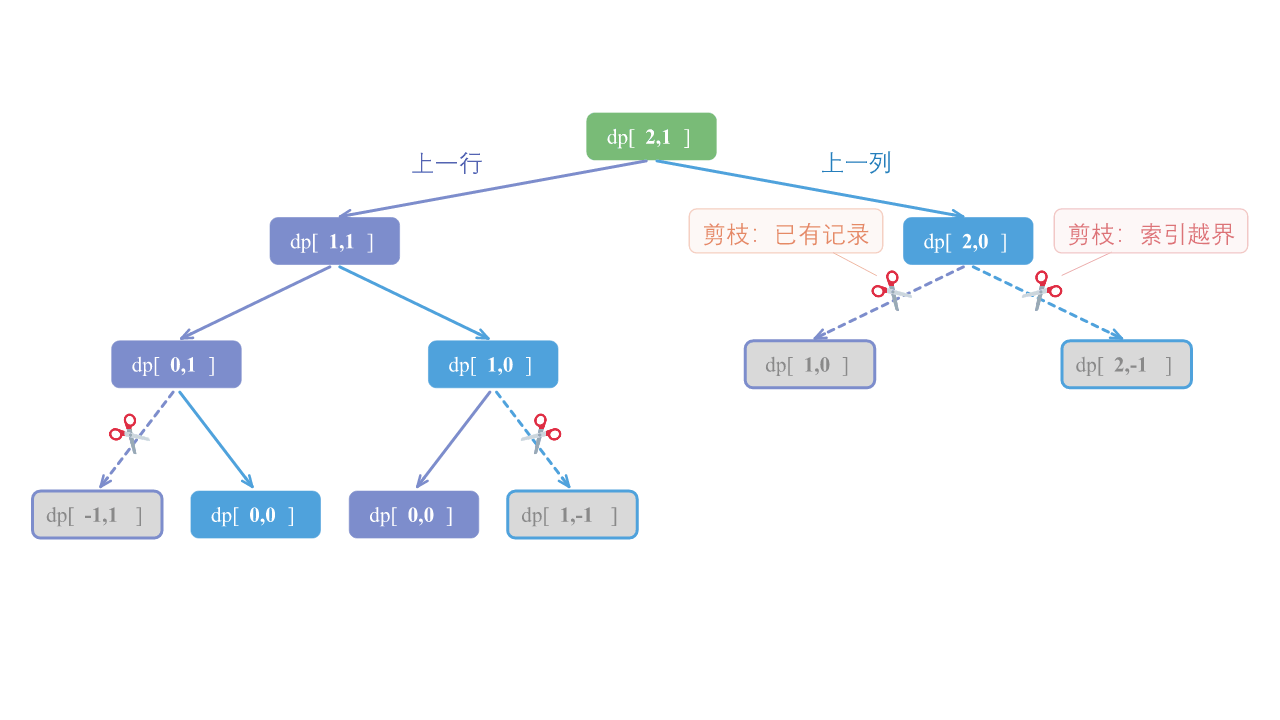 dp[ 2,1 ]
上一行
上一列
dp[ 1,1 ]
剪枝：已有记录
dp[ 2,0 ]
剪枝：索引越界
dp[ 0,1 ]
dp[ 1,0 ]
dp[ 1,0 ]
dp[ 2,-1 ]
dp[ -1,1 ]
dp[ 0,0 ]
dp[ 0,0 ]
dp[ 1,-1 ]